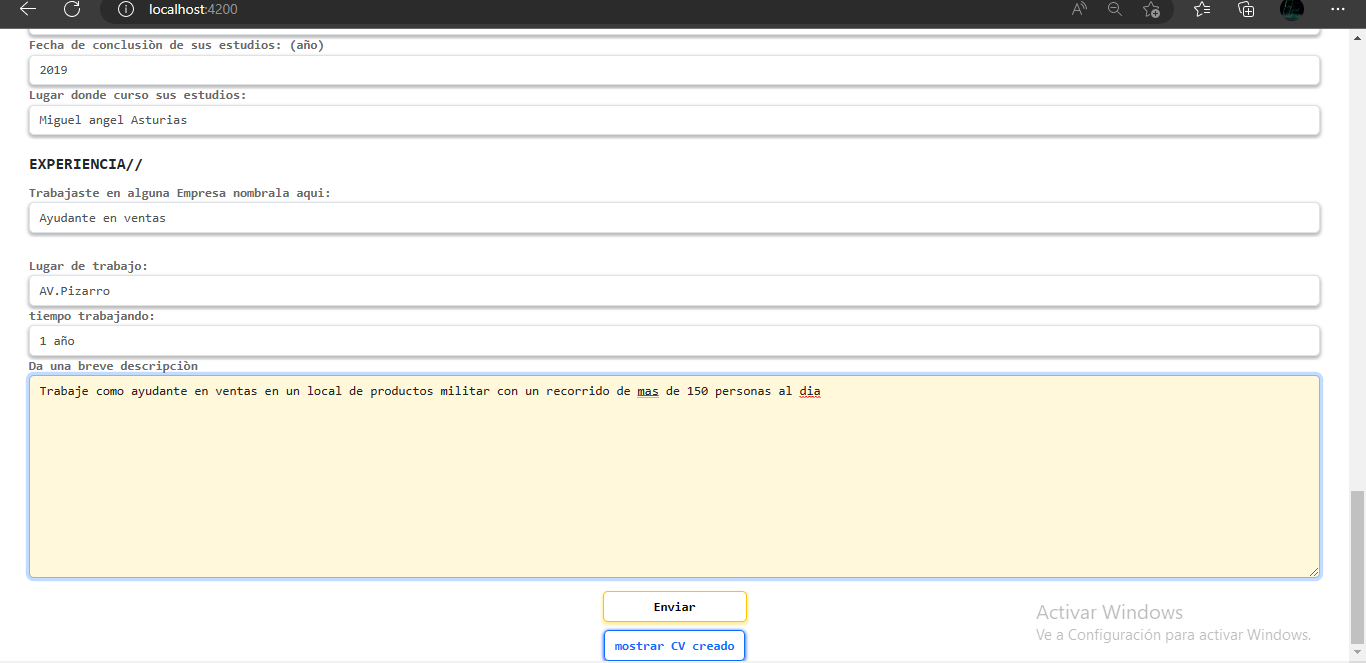 localhost:4200
Fecha de conclusiòn de sus estudios: (año)
2019
Lugar donde curso sus estudios:
Miguel angel Asturias
EXPERIENCIA//
Trabajaste en alguna Empresa nombrala aqui:
Ayudante en ventas
Lugar de trabajo:
AV.Pizarro
tiempo trabajando:
1 año
Da una breve descripciòn
Trabaje como ayudante en ventas en un local de productos militar con un recorrido de mas de 150 personas al dia
Enviar
mostrar CV creado
Activar Windows
Ve a Configuración para activar Windows.